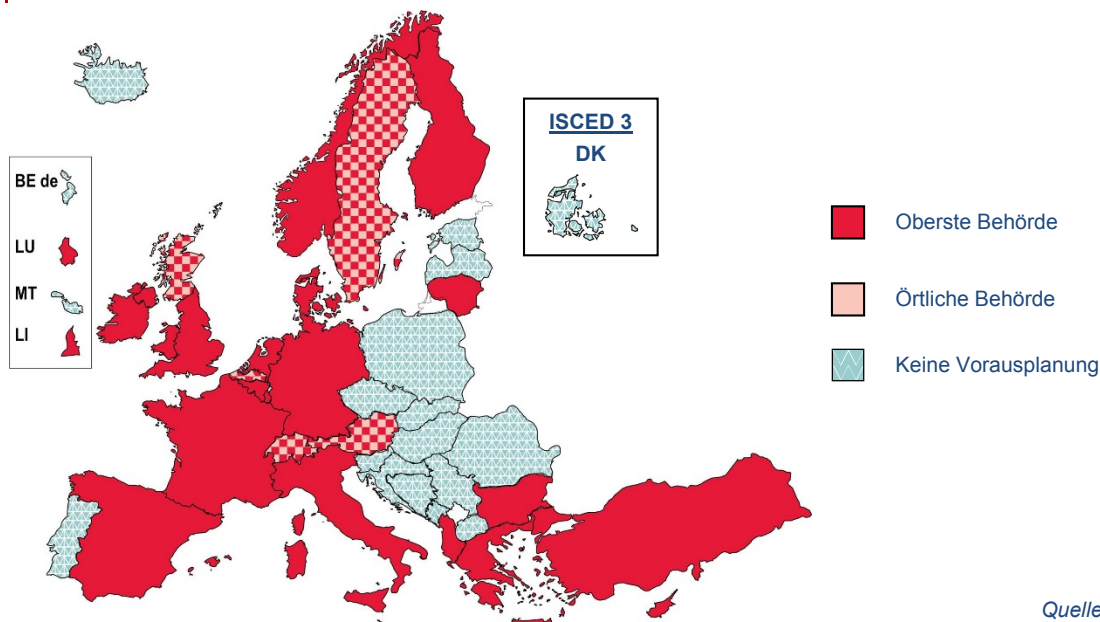 ISCED 3
DK
BE de
LU
MT
LI
Oberste Behörde
Örtliche Behörde
Keine Vorausplanung
Quelle